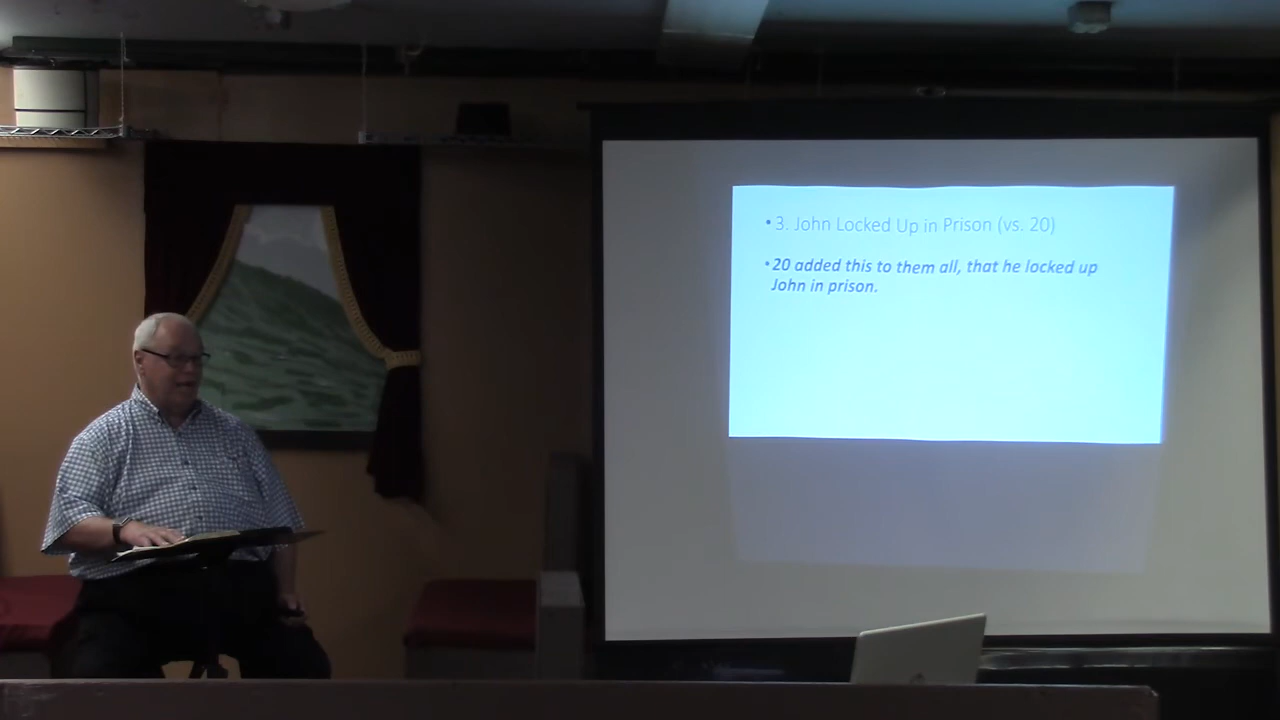 • 3. John Locked Up in Prison (vs. 20)
• 20 added this to them all, that he locked up
John in prison.